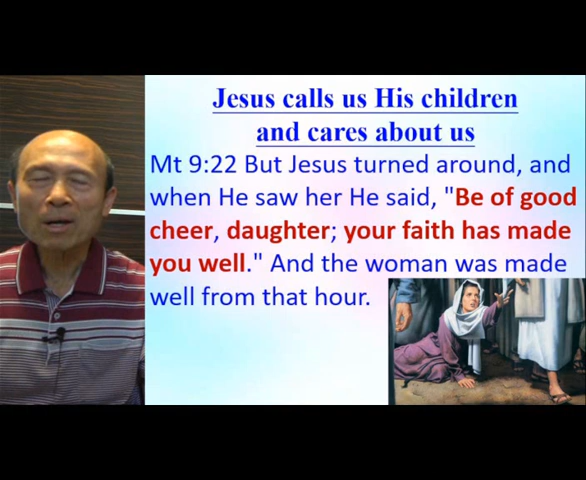 Jesus calls us His children
and cares about us
Mt 9:22 But Jesus turned around, and
when He saw her He said, "Be of good
cheer, daughter; your faith has made
you well." And the woman was made
well from that hour.